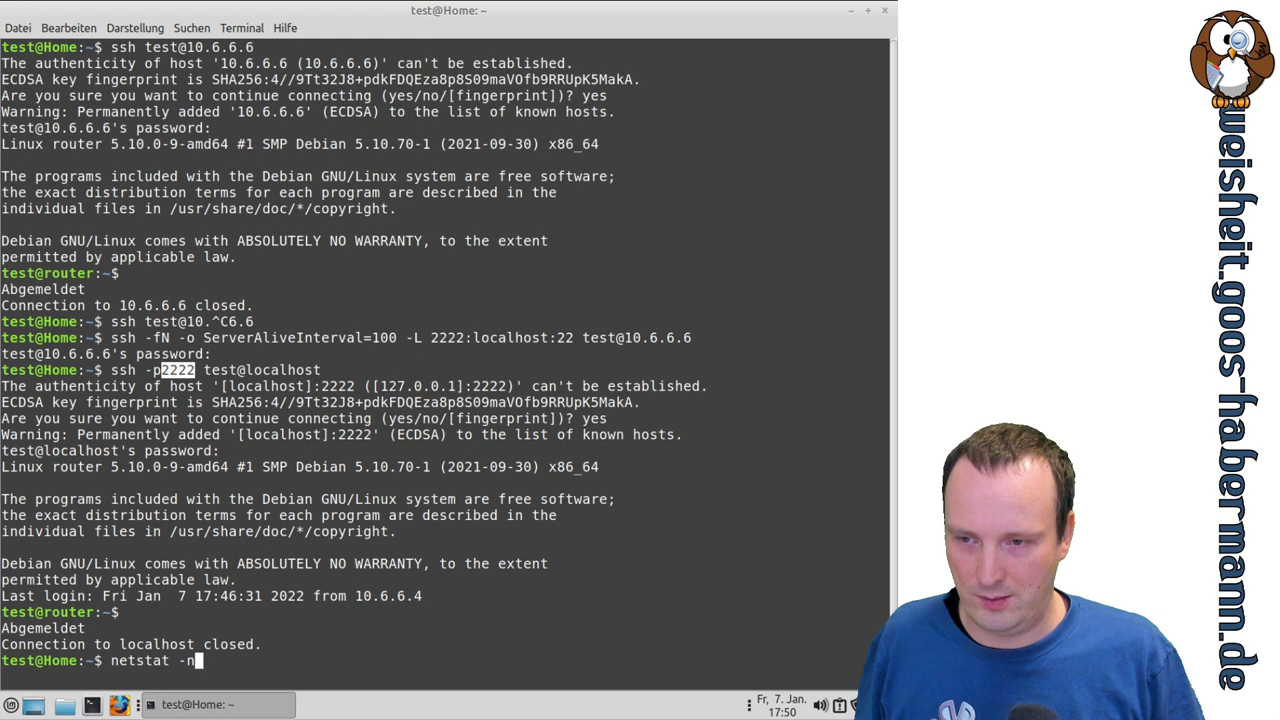 test@Home: ~
Datei Bearbeiten Darstellung Suchen Terminal Hilfe
test@Home:~$ ssh test@10.6.6.6
The authenticity of host '10.6.6.6 (10.6.6.6)' can't be established.
ECDSA key fingerprint is SHA256:4//9Tt32J8+pdkFDQEza8p8S09maVOfb9RRUpK5MakA.
Are you sure you want to continue connecting (yes/no/[fingerprint])? yes
Warning: Permanently added '10.6.6.6' (ECDSA) to the list of known hosts.
test@10.6.6.6's password:
Linux router 5.10.0-9-amd64 #1 SMP Debian 5.10.70-1 (2021-09-30) x86_64
The programs included with the Debian GNU/Linux system are free software;
the exact distribution terms for each program are described in the
individual files in /usr/share/doc/*/copyright.
Debian GNU/Linux comes with ABSOLUTELY NO WARRANTY, to the extent
permitted by applicable law.
test@router:~$
Abgemeldet
Connection to 10.6.6.6 closed.
test@Home:~$ ssh test@10.^C6.6
test@Home:~$ ssh -fN -o ServerAliveInterval=100 -L 2222:localhost:22 test@10.6.6.6
test@10.6.6.6's password:
test@Home:~$ ssh -p2222 test@localhost
The authenticity of host '[localhost]:2222 ([127.0.0.1]:2222)' can't be established.
ECDSA key fingerprint is SHA256:4//9Tt32J8+pdkFDQEza8p8S09maVOfb9RRUpK5MakA.
Are you sure you want to continue connecting (yes/no/[fingerprint])? yes
Warning: Permanently added '[localhost]:2222' (ECDSA) to the list of known hosts.
test@localhost's password:
Linux router 5.10.0-9-amd64 #1 SMP Debian 5.10.70-1 (2021-09-30) x86_64
The programs included with the Debian GNU/Linux system are free software;
the exact distribution terms for each program are described in the
individual files in /usr/share/doc/*/copyright.
Debian GNU/Linux comes with ABSOLUTELY NO WARRANTY, to the extent
permitted by applicable law.
Last login: Fri Jan  7 17:46:31 2022 from 10.6.6.4
test@router:~$
Abgemeldet
Connection to localhost closed.
test@Home:~$ netstat -n
test@Home: ~
Fr, 7. Jan.
17:50
weisheit.goos-habermann.de